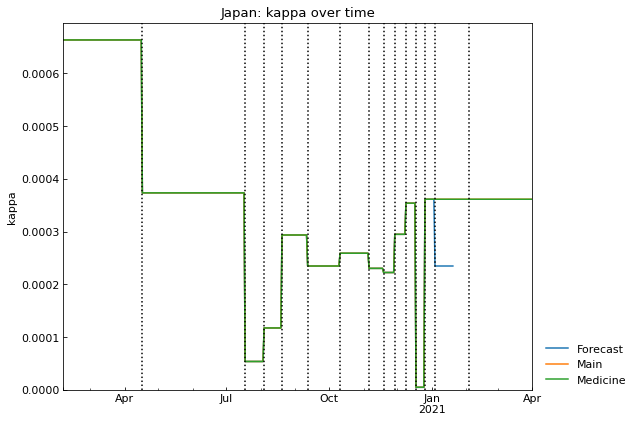 Japan: kappa over time
kappa
0.0006
0.0005
0.0004
0.0003
0.0002
0.0001
0.0000
Apr
Jul
Oct
Jan
2021
Apr
Forecast
Main
Medicine